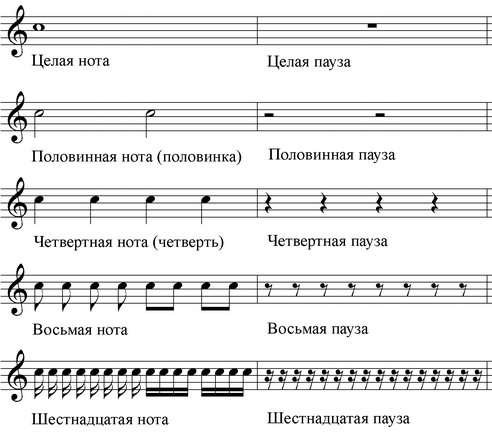 Целая нота
Целая пауза
Половинная нота (половинка)
Половинная пауза
Четвертная нота (четверть)
Четвертная пауза
Восьмая нота
Восьмая пауза
Шестнадцатая нота
Шестнадцатая пауза